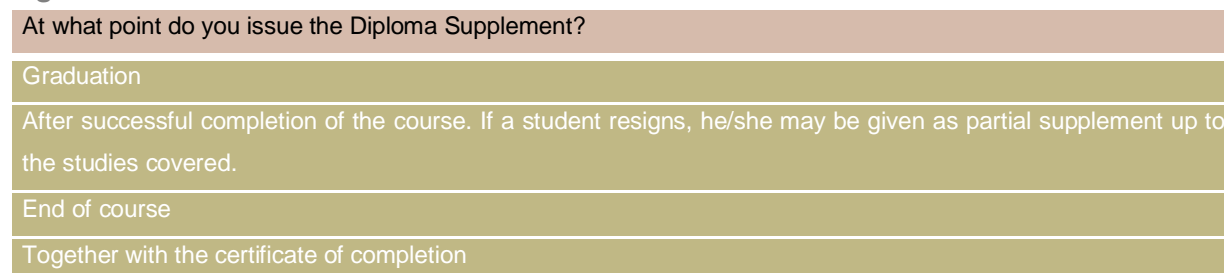 At what point do you issue the Diploma Supplement?
Graduation
After successful completion of the course. If a student resigns, he/she may be given as partial supplement up to
the studies covered.
End of course
Together with the certificate of completion